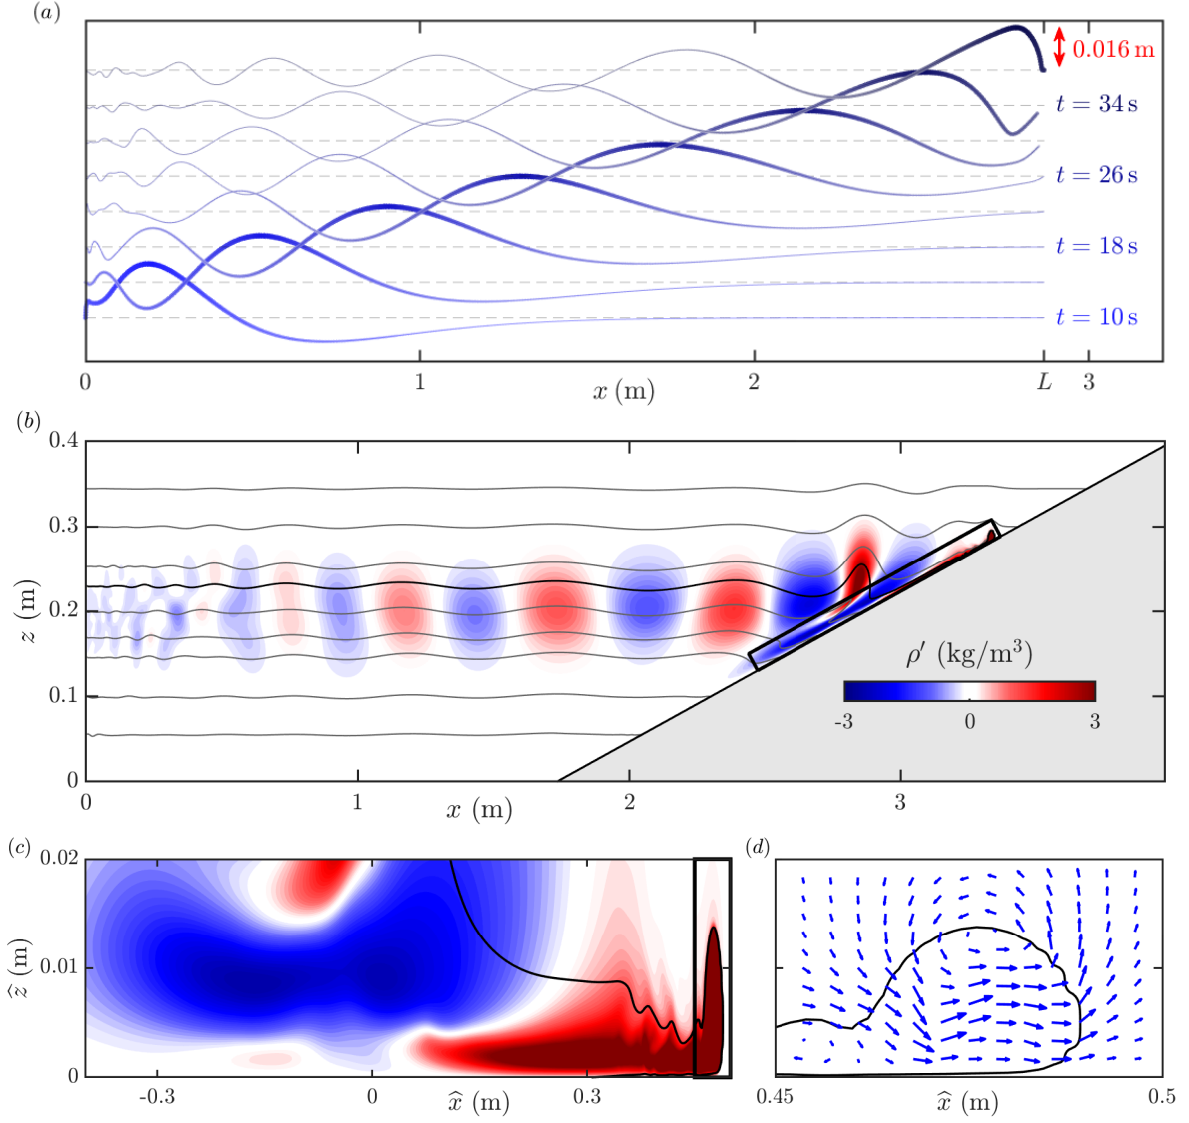 (a)
0.016 m
t = 34 s
t = 26 s
t = 18 s
t = 10 s
0 1 2 L 3
x (m)
(b)
0.4
0.3
0.2
0.1
0
z (m)
ρ′ (kg/m³)
-3 0 3
0 1 2 3
x (m)
(c)
0.02
0.01
0
ẑ (m)
-0.3 0 0.3
x̂ (m)
(d)
0.45 0.5
x̂ (m)